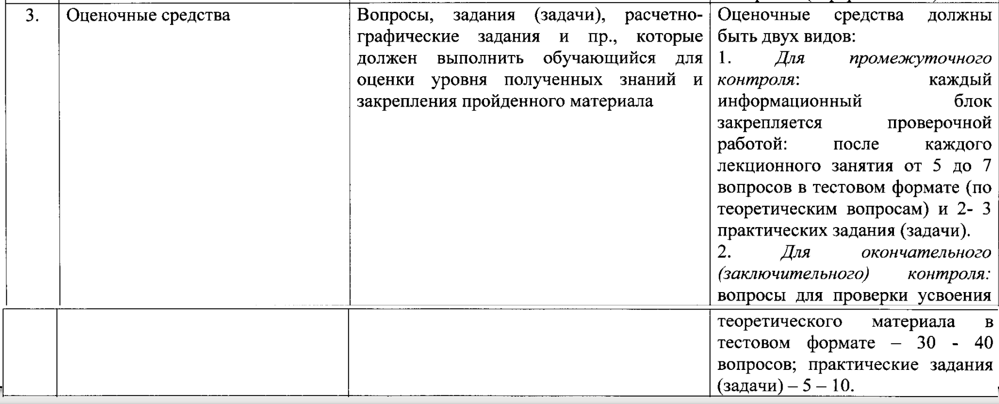 3.
Оценочные средства
Вопросы, задания (задачи), расчетно-
графические задания и пр., которые
должен выполнить обучающийся для
оценки уровня полученных знаний и
закрепления пройденного материала
Оценочные средства должны
быть двух видов:
1. Для промежуточного
контроля: каждый
информационный блок
закрепляется проверочной
работой: после каждого
лекционного занятия от 5 до 7
вопросов в тестовом формате (по
теоретическим вопросам) и 2- 3
практических задания (задачи).
2. Для окончательного
(заключительного) контроля:
вопросы для проверки усвоения
теоретического материала в
тестовом формате – 30 - 40
вопросов; практические задания
(задачи) – 5 – 10.